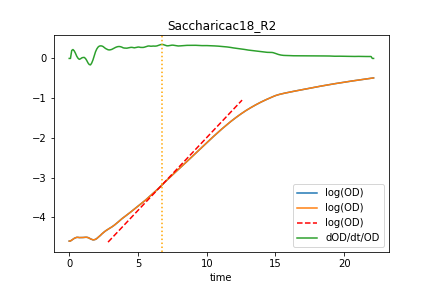 Saccharicac18_R2
0
−1
−2
−3
−4
log(OD)
log(OD)
log(OD)
dOD/dt/OD
0 5 10 15 20
time